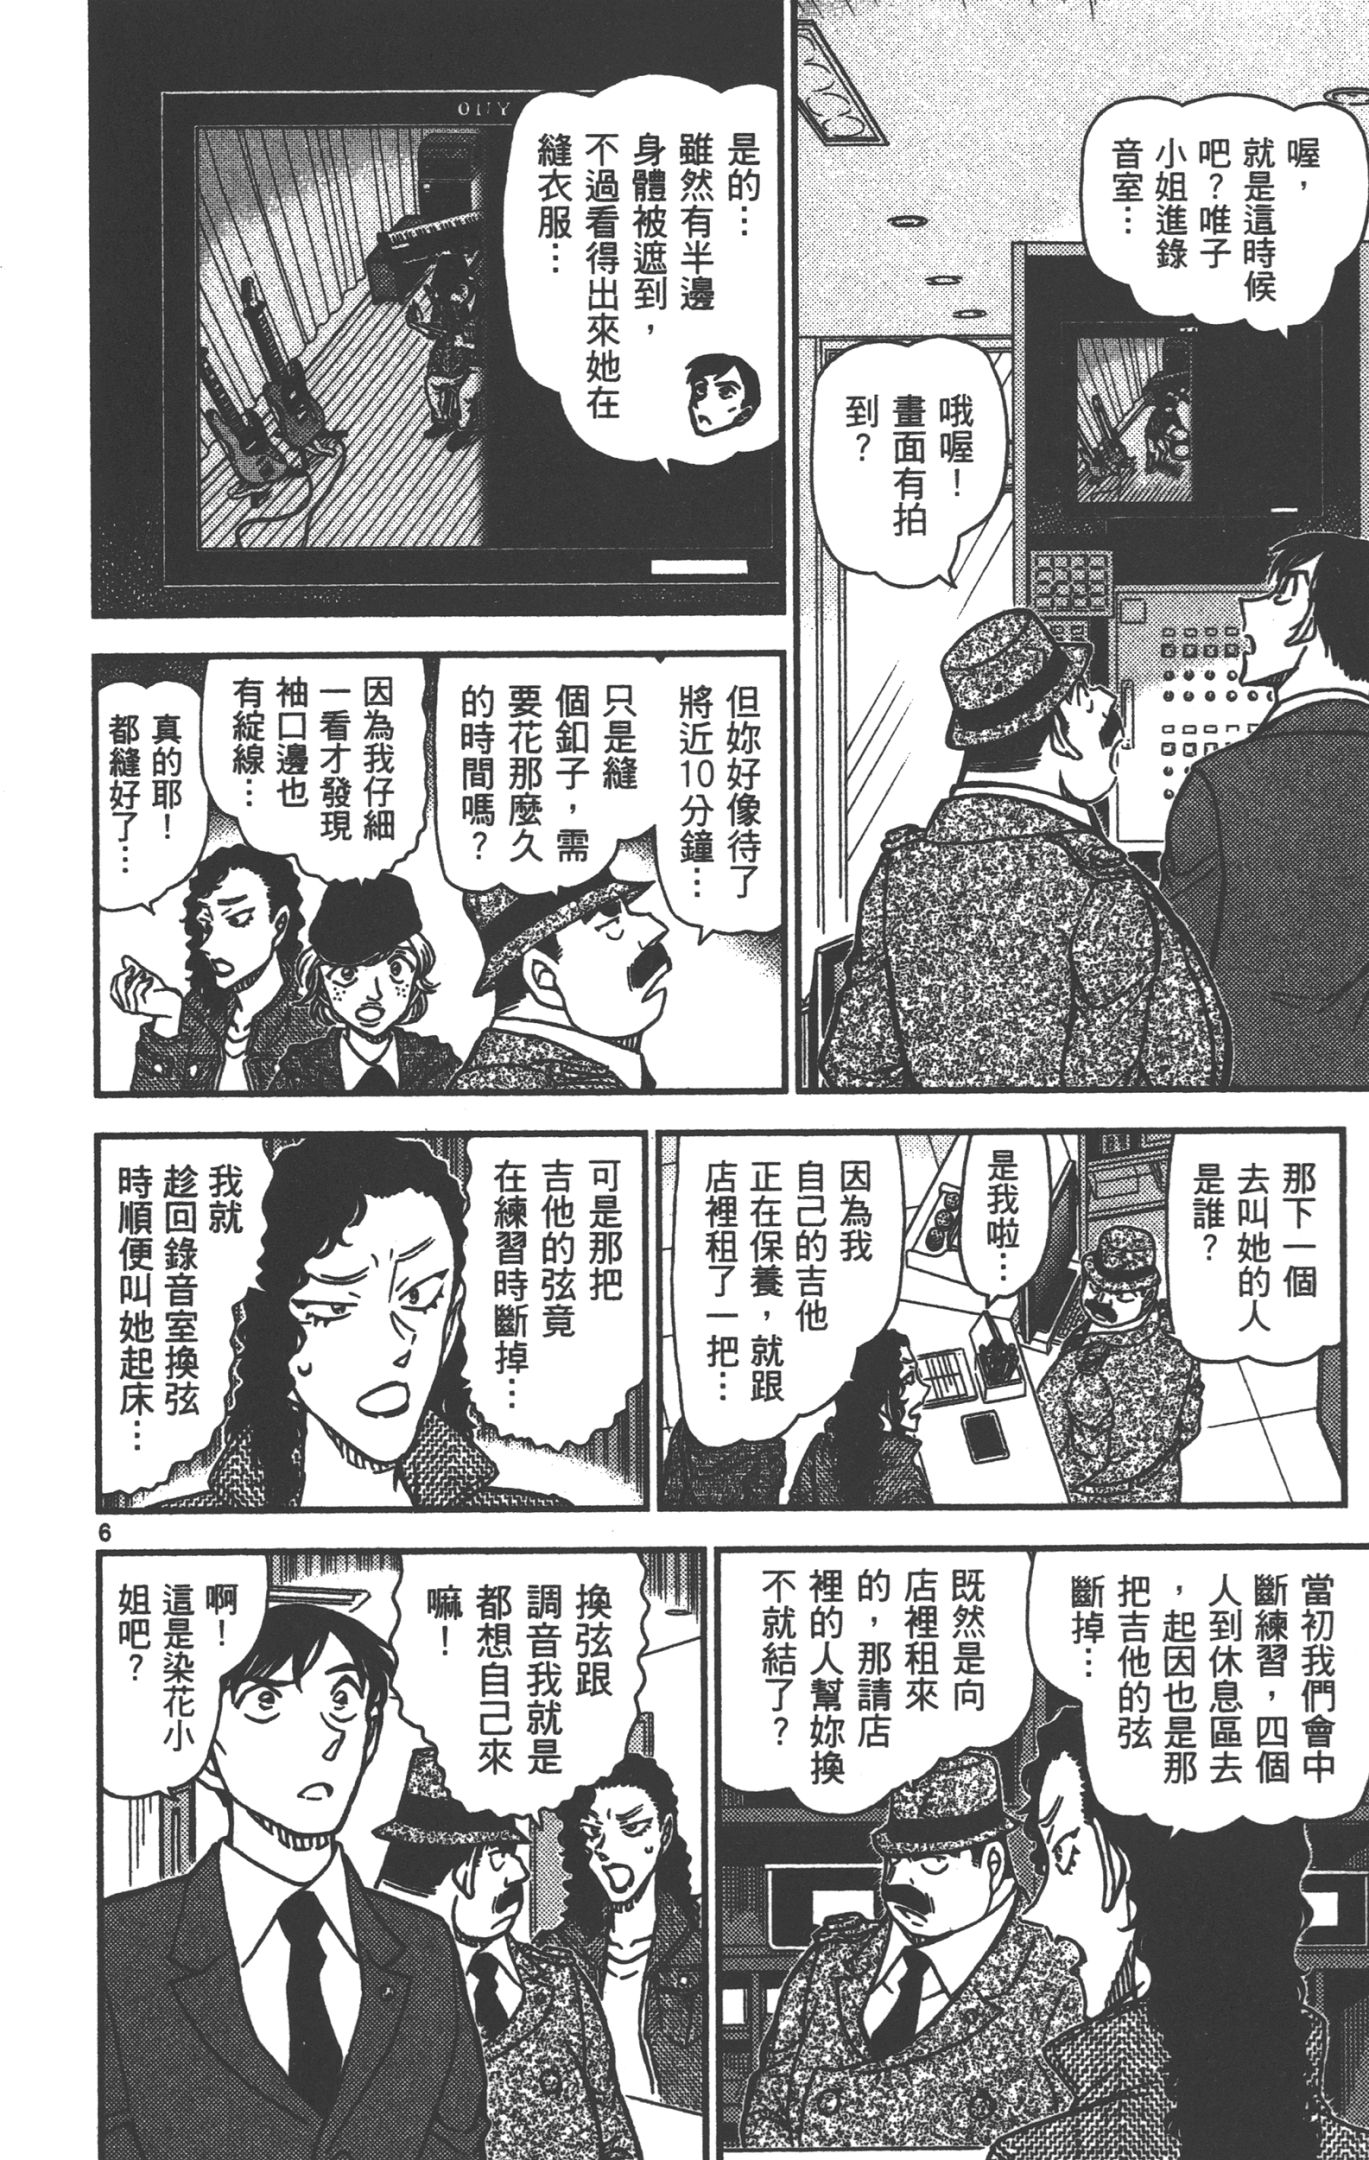 喔，
就是這時候
吧？唯子
小姐進錄
音室…
哦喔！
畫面有拍
到？
是的…
雖然有半邊
身體被遮到，
不過看得出來她在
縫衣服…
但妳好像待了
將近10分鐘…
只是縫
個釦子，需
要花那麼久
的時間嗎？
因為我仔細
一看才發現
袖口邊也
有綻線…
真的耶！
都縫好了…
那下一個
去叫她的人
是誰？
是我啦…
因為我
自己的吉他
正在保養，就跟
店裡租了一把…
可是那把
吉他的弦竟
在練習時斷掉…
我就
趁回錄音室換弦
時順便叫她起床…
6
當初我們會中
斷練習，四個
人到休息區去
，起因也是那
把吉他的弦
斷掉…
既然是向
店裡租來
的，那請店
裡的人幫妳換
不就結了？
換弦跟
調音我就是
都想自己來
嘛！
啊！
這是染花小
姐吧？